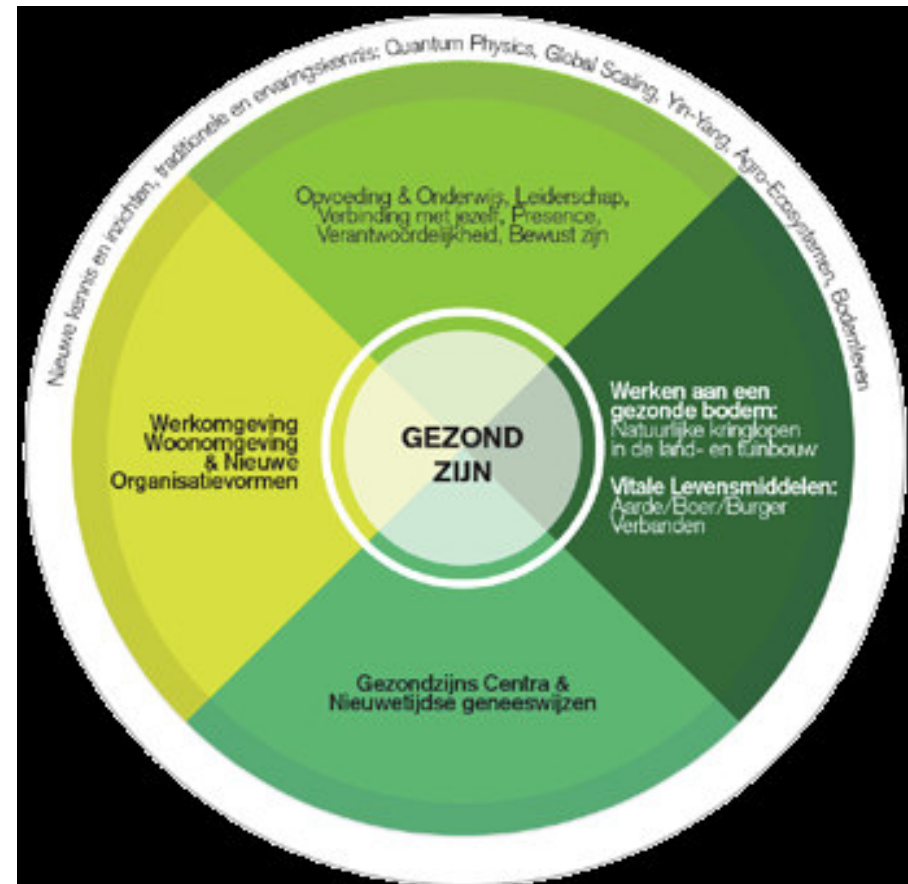 Nieuwe kennis en inzichten, traditionele en ervaringskennis: Quantum Physics, Global Scaling, Yin-Yang, Agro-Ecosystemen, Bodemleven
Opvoeding & Onderwijs, Leiderschap,
Verbinding met jezelf, Presence,
Verantwoordelijkheid, Bewust zijn
Werkomgeving
Woonomgeving
& Nieuwe
Organisatievormen
GEZOND
ZIJN
Werken aan een
gezonde bodem:
Natuurlijke kringlopen
in de land- en tuinbouw
Vitale Levensmiddelen:
Aarde/Boer/Burger
Verbanden
Gezondzijns Centra &
Nieuwetijdse geneeswijzen